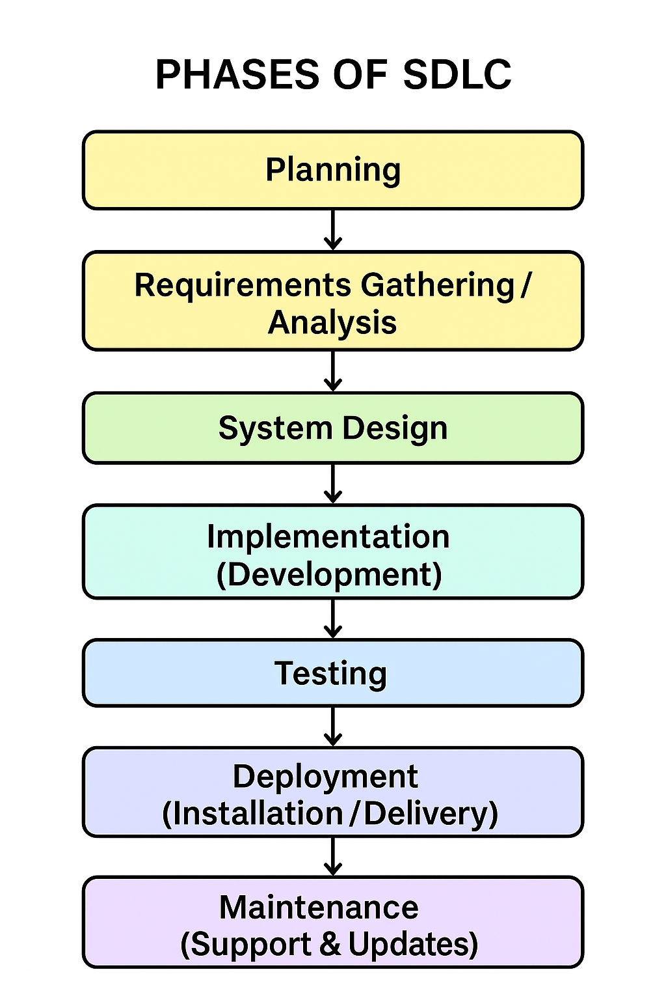 PHASES OF SDLC
Planning
Requirements Gathering /
Analysis
System Design
Implementation
(Development)
Testing
Deployment
(Installation / Delivery)
Maintenance
(Support & Updates)